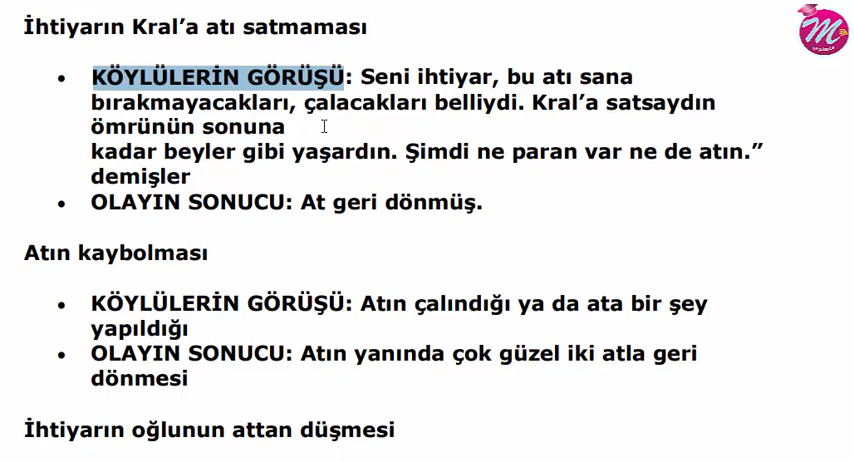 İhtiyarın Kral’a atı satmaması
• KÖYLÜLERİN GÖRÜŞÜ: Seni ihtiyar, bu atı sana
bırakmayacakları, çalacakları belliydi. Kral’a satsaydın
ömrünün sonuna
kadar beyler gibi yaşardın. Şimdi ne paran var ne de atın.”
demişler
• OLAYIN SONUCU: At geri dönmüş.
Atın kaybolması
• KÖYLÜLERİN GÖRÜŞÜ: Atın çalındığı ya da ata bir şey
yapıldığı
• OLAYIN SONUCU: Atın yanında çok güzel iki atla geri
dönmesi
İhtiyarın oğlunun attan düşmesi